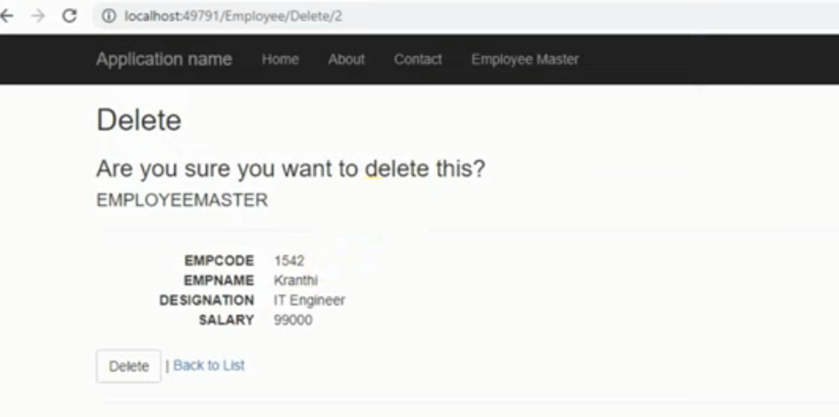 localhost:49791/Employee/Delete/2
Application name Home About Contact Employee Master
Delete
Are you sure you want to delete this?
EMPLOYEEMASTER
EMPCODE 1542
EMPNAME Kranthi
DESIGNATION IT Engineer
SALARY 99000
Delete | Back to List